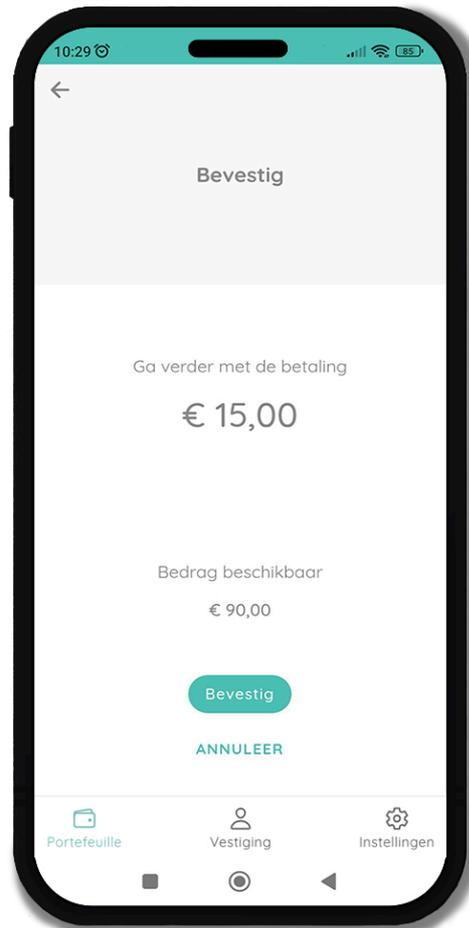 10:29
85
Bevestig
Ga verder met de betaling
€ 15,00
Bedrag beschikbaar
€ 90,00
Bevestig
ANNULEER
Portefeuille Vestiging Instellingen